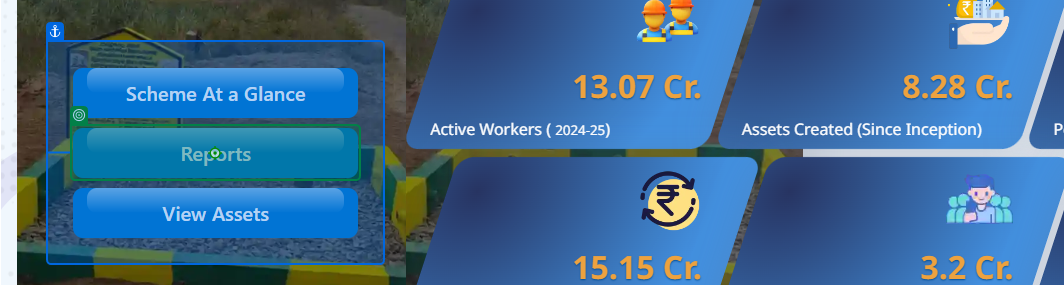 Scheme At a Glance
Reports
View Assets
13.07 Cr.
Active Workers ( 2024-25)
8.28 Cr.
Assets Created (Since Inception)
P
15.15 Cr.
3.2 Cr.